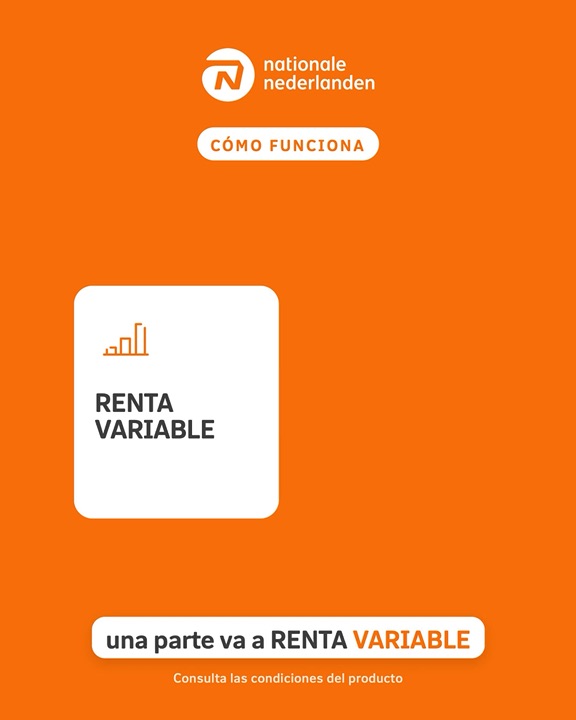 nationale
nederlanden
CÓMO FUNCIONA
RENTA
VARIABLE
una parte va a RENTA VARIABLE
Consulta las condiciones del producto